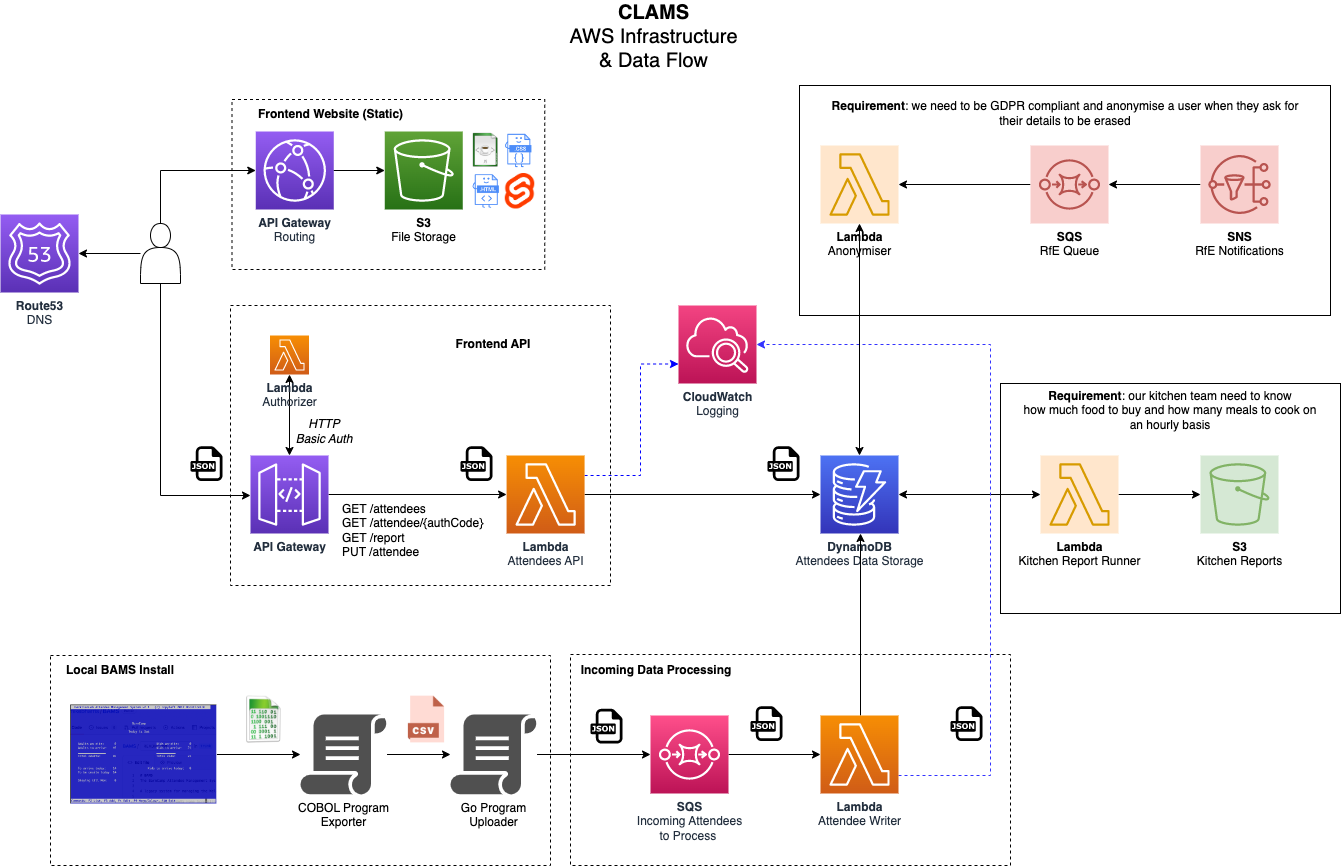 CLAMS
AWS Infrastructure
& Data Flow
Frontend Website (Static)
.CSS
.HTML
API Gateway
Routing
S3
File Storage
53
Route53
DNS
Requirement: we need to be GDPR compliant and anonymise a user when they ask for
their details to be erased
Lambda
Anonymiser
SQS
RfE Queue
SNS
RfE Notifications
Frontend API
Lambda
Authorizer
HTTP
Basic Auth
JSON
API Gateway
GET /attendees
GET /attendee/{authCode}
GET /report
PUT /attendee
JSON
Lambda
Attendees API
CloudWatch
Logging
JSON
DynamoDB
Attendees Data Storage
Requirement: our kitchen team need to know
how much food to buy and how many meals to cook on
an hourly basis
Lambda
Kitchen Report Runner
S3
Kitchen Reports
Local BAMS Install
COBOL Program
Exporter
CSV
Go Program
Uploader
Incoming Data Processing
JSON
SQS
Incoming Attendees
to Process
JSON
Lambda
Attendee Writer
JSON